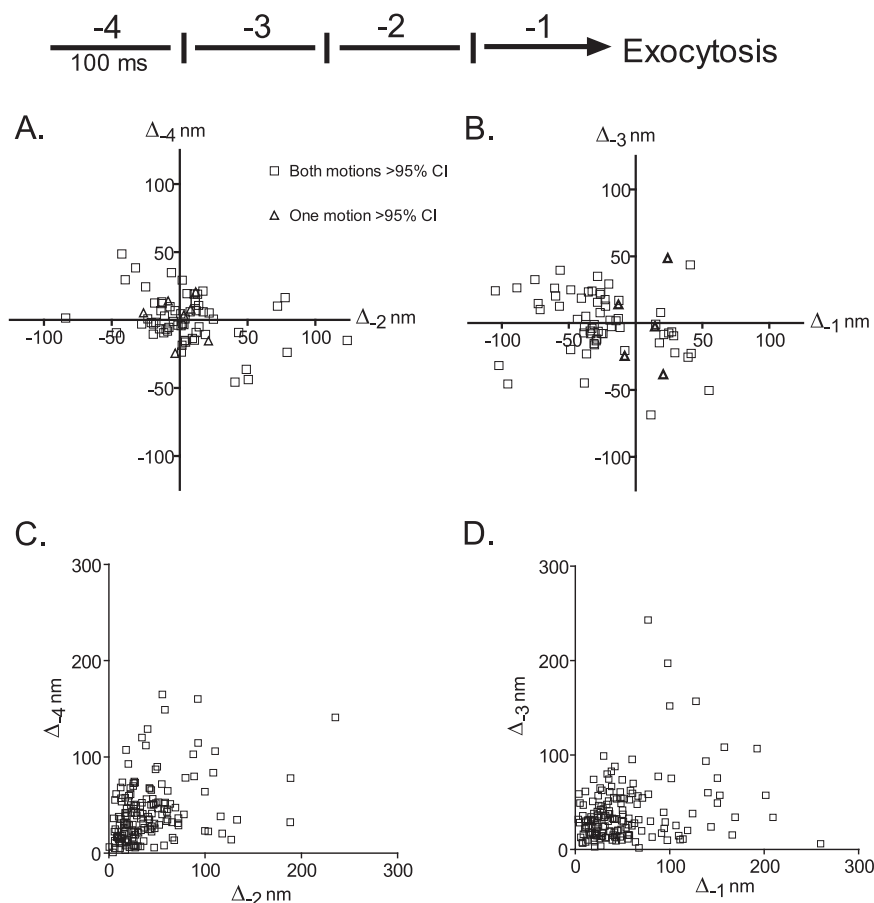 -4 -3 -2 -1
100 ms
Exocytosis
A.
Δ-4 nm
□ Both motions >95% CI
△ One motion >95% CI
100
50
-100 -50 50 100
Δ-2 nm
-50
-100
B.
Δ-3 nm
100
50
-100 -50 50 100
Δ-1 nm
-50
-100
C.
300
200
100
0
Δ-4 nm
0 100 200 300
Δ-2 nm
D.
300
200
100
0
Δ-3 nm
0 100 200 300
Δ-1 nm